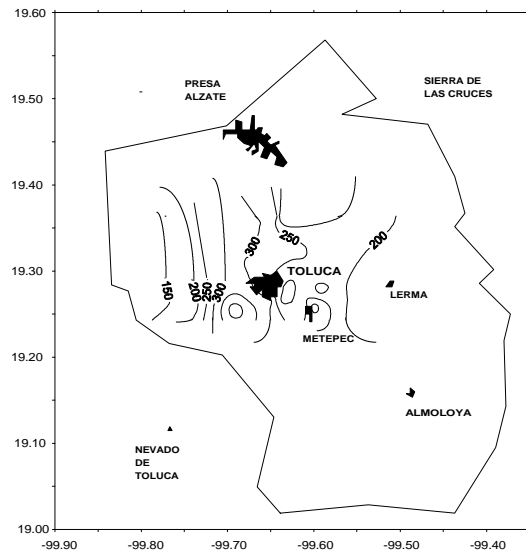 19.60
PRESA
ALZATE
SIERRA DE
LAS CRUCES
19.50
19.40
250
300
200
19.30
TOLUCA
150
200
250
300
LERMA
METEPEC
19.20
ALMOLOYA
19.10
NEVADO
DE
TOLUCA
19.00
-99.90 -99.80 -99.70 -99.60 -99.50 -99.40